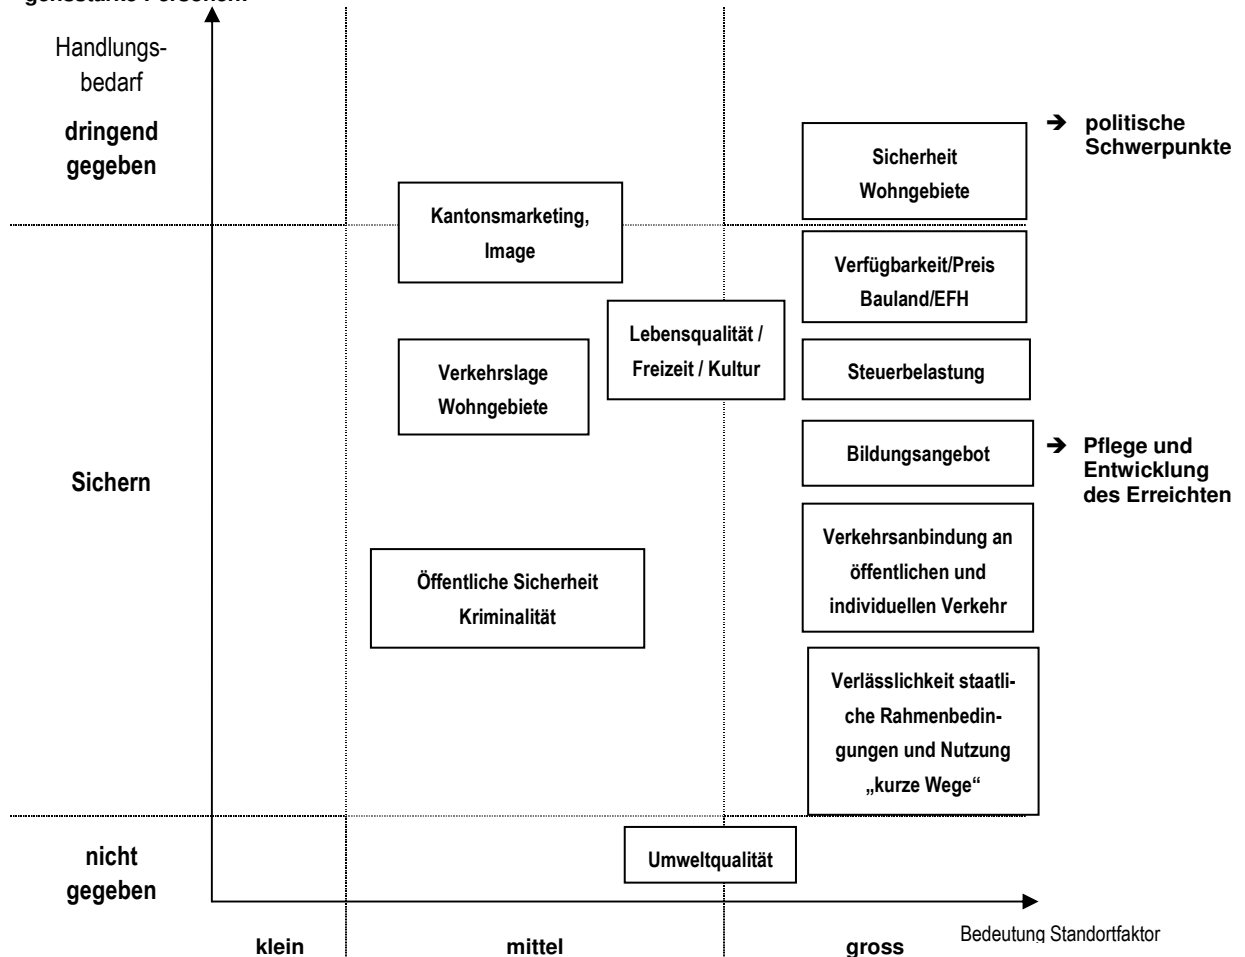 gensstarke Personen:
Handlungs-
bedarf
dringend
gegeben
Sicherheit
Wohngebiete
➔ politische
Schwerpunkte
Kantonsmarketing,
Image
Verfügbarkeit/Preis
Bauland/EFH
Lebensqualität /
Freizeit / Kultur
Verkehrslage
Wohngebiete
Steuerbelastung
Sichern
Bildungsangebot
➔ Pflege und
Entwicklung
des Erreichten
Verkehrsanbindung an
öffentlichen und
individuellen Verkehr
Öffentliche Sicherheit
Kriminalität
Verlässlichkeit staatli-
che Rahmenbedin-
gungen und Nutzung
„kurze Wege“
nicht
gegeben
Umweltqualität
klein
mittel
gross
Bedeutung Standortfaktor